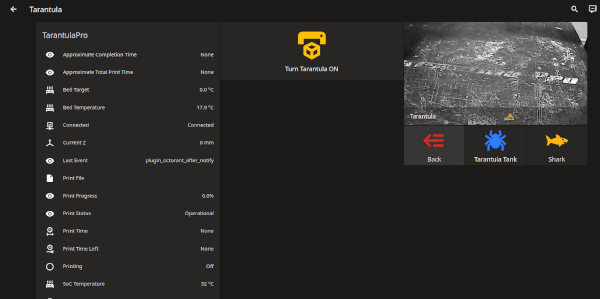 Tarantula
TarantulaPro
Approximate Completion Time None
Approximate Total Print Time None
Bed Target 0.0 °C
Bed Temperature 17.9 °C
Connected Connected
Current Z 0 mm
Last Event plugin_octorant_after_notify
Print File
Print Progress 0.0%
Print Status Operational
Print Time None
Print Time Left None
Printing Off
SoC Temperature 32 °C
Turn Tarantula ON
Tarantula
Back
Tarantula Tank
Shark